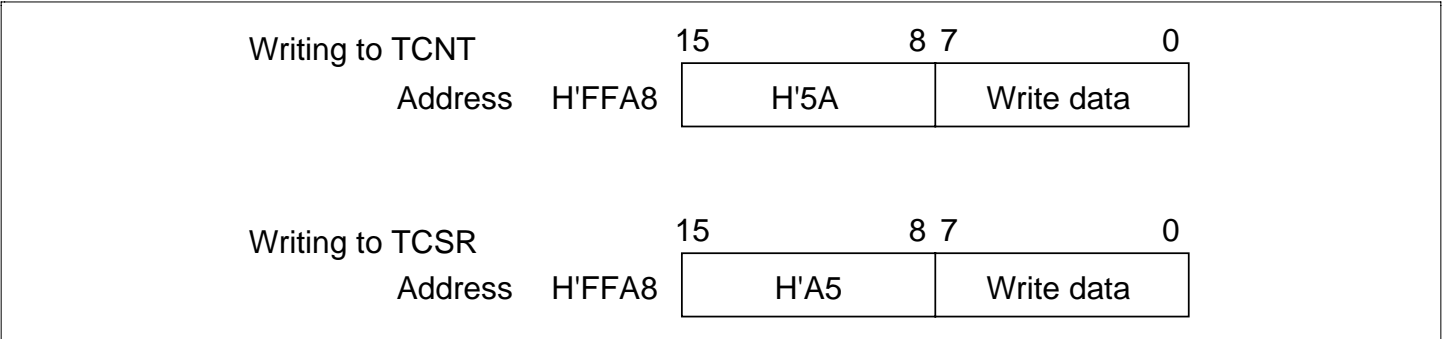 Writing to TCNT 15 8 7 0
Address H'FFA8 H'5A Write data
Writing to TCSR 15 8 7 0
Address H'FFA8 H'A5 Write data